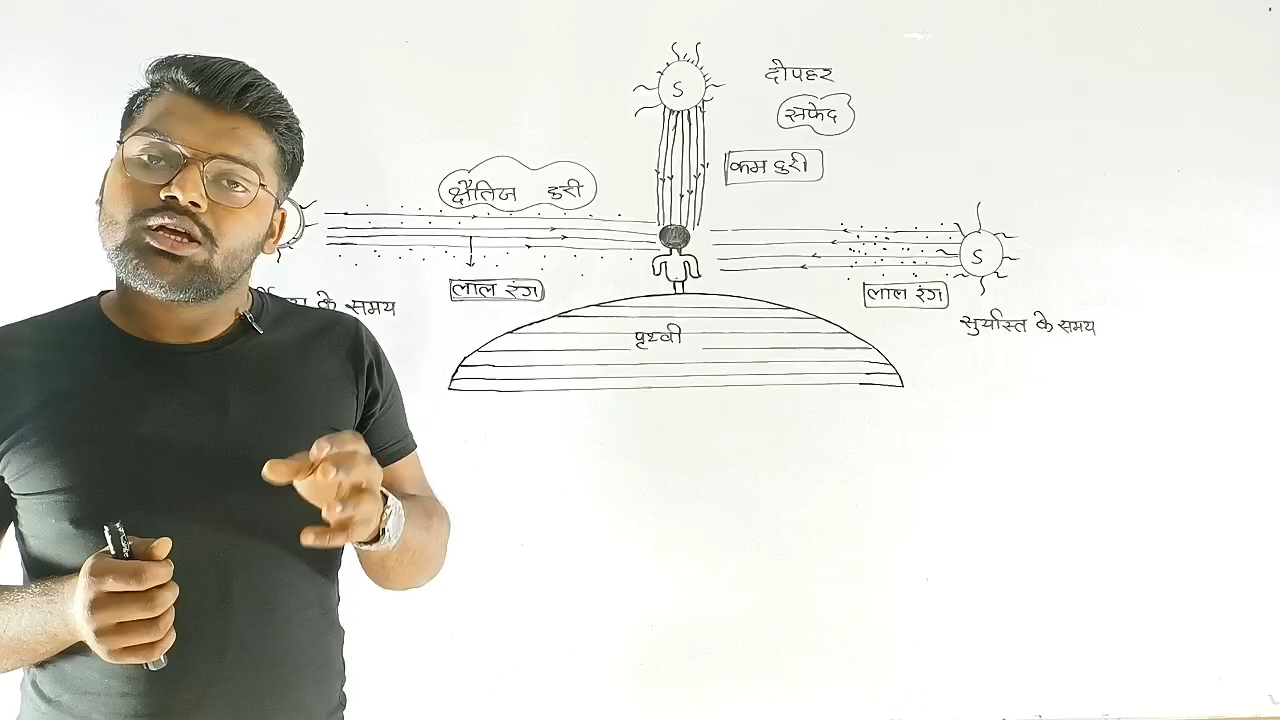 S
दोपहर
सफेद
कम दुरी
क्षैतिज दुरी
लाल रंग
के समय
S
लाल रंग
सुर्यास्त के समय
पृथ्वी